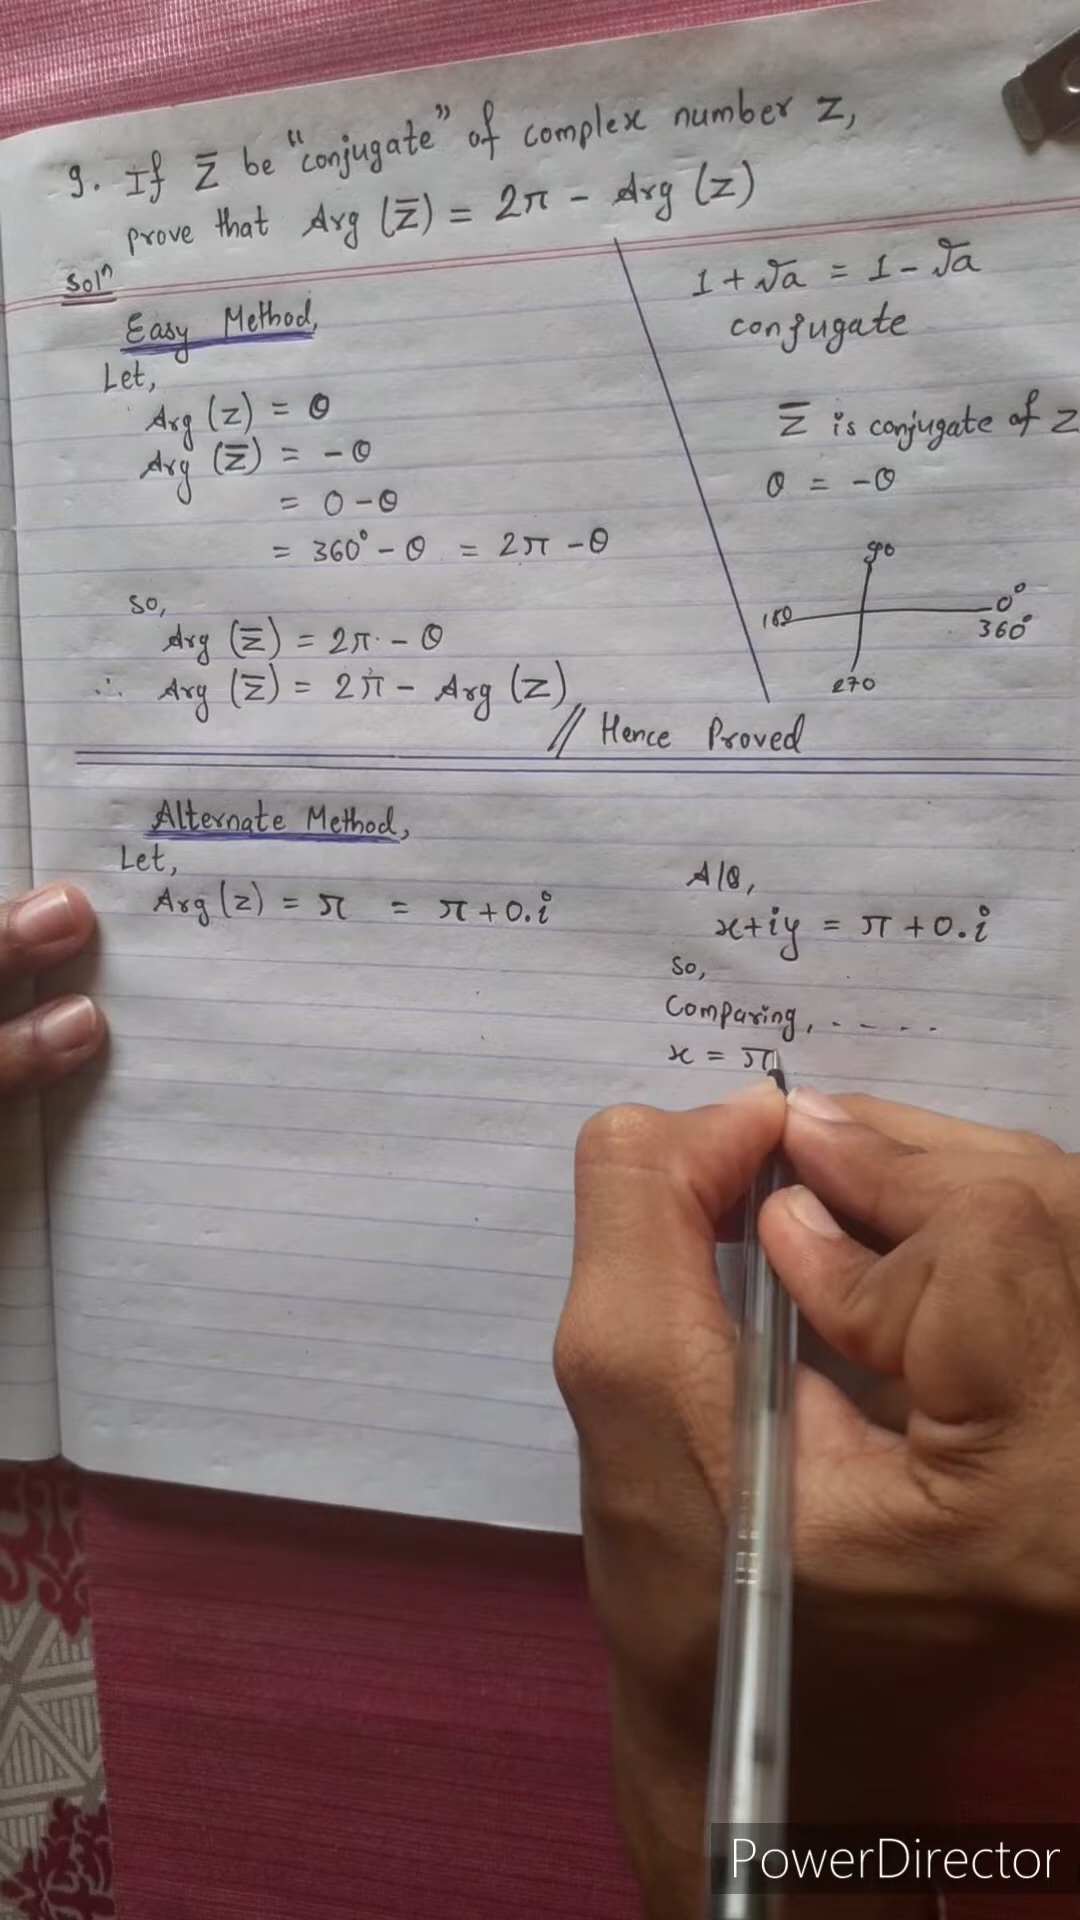 9. If z̅ be "conjugate" of complex number z,
prove that Arg (z̅) = 2π - Arg (z)
Solⁿ
Easy Method,
Let,
Arg (z) = θ
Arg (z̅) = -θ
= 0-θ
= 360° - θ = 2π - θ
so,
Arg (z̅) = 2π - θ
∴ Arg (z̅) = 2π - Arg (z)
// Hence Proved
1+√a = 1-√a
conjugate
z̅ is conjugate of z
θ = -θ
90
180
0°
360°
270
Alternate Method,
Let,
Arg (z) = π = π+0.i
A/Q,
x+iy = π+0.i
so,
Comparing, - - - -
x = π
PowerDirector